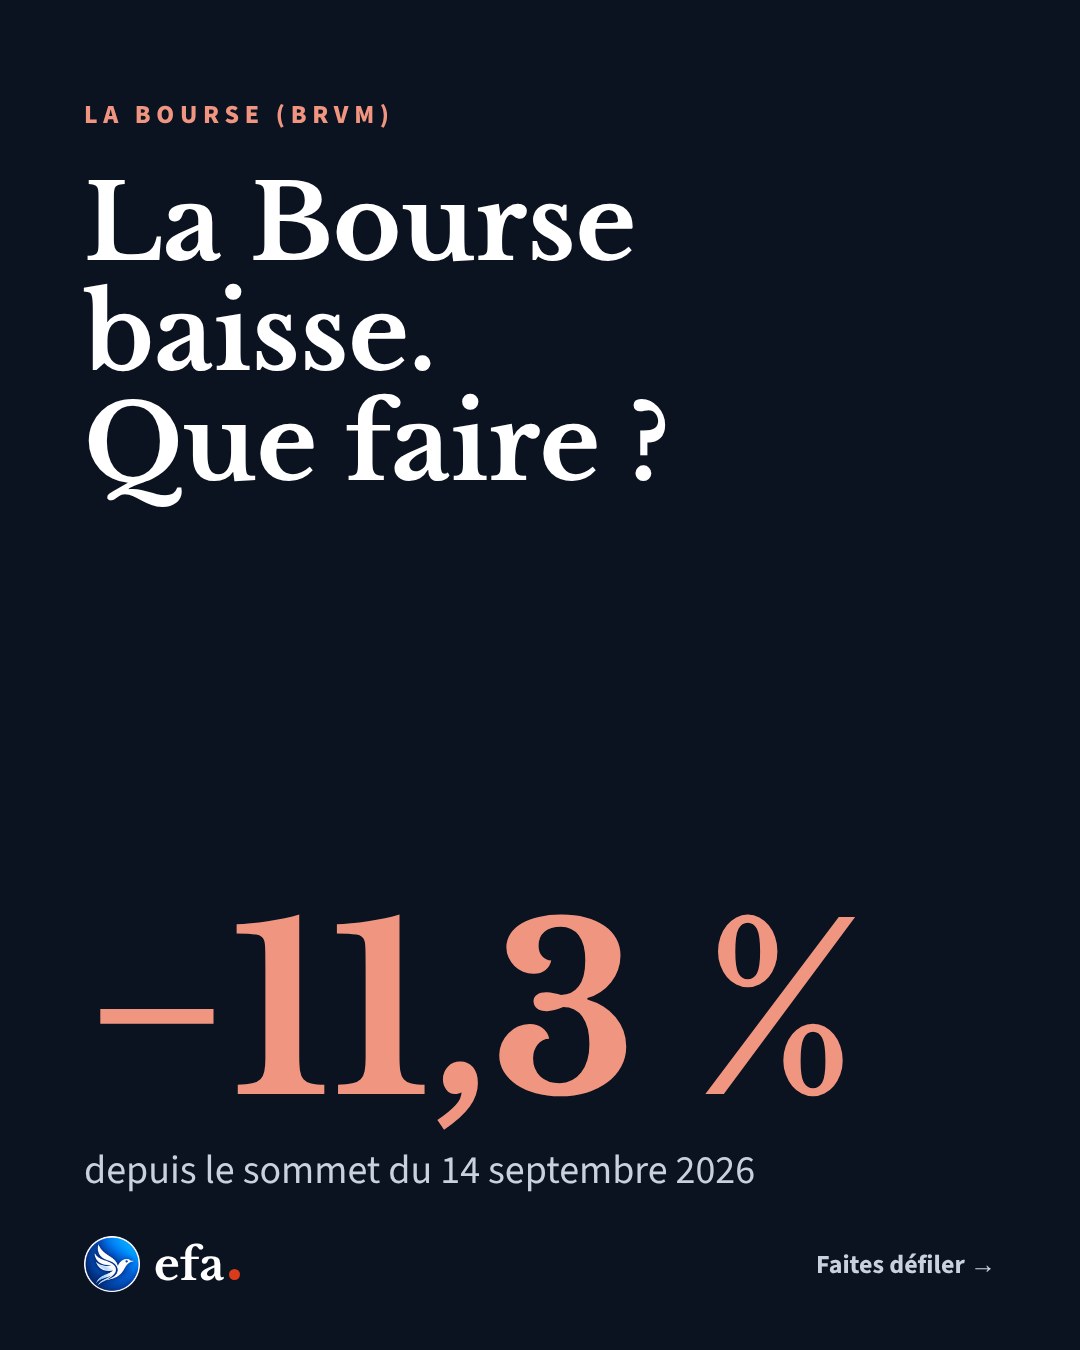 LA BOURSE (BRVM)
La Bourse
baisse.
Que faire ?
–11,3 %
depuis le sommet du 14 septembre 2026
efa.
Faites défiler →